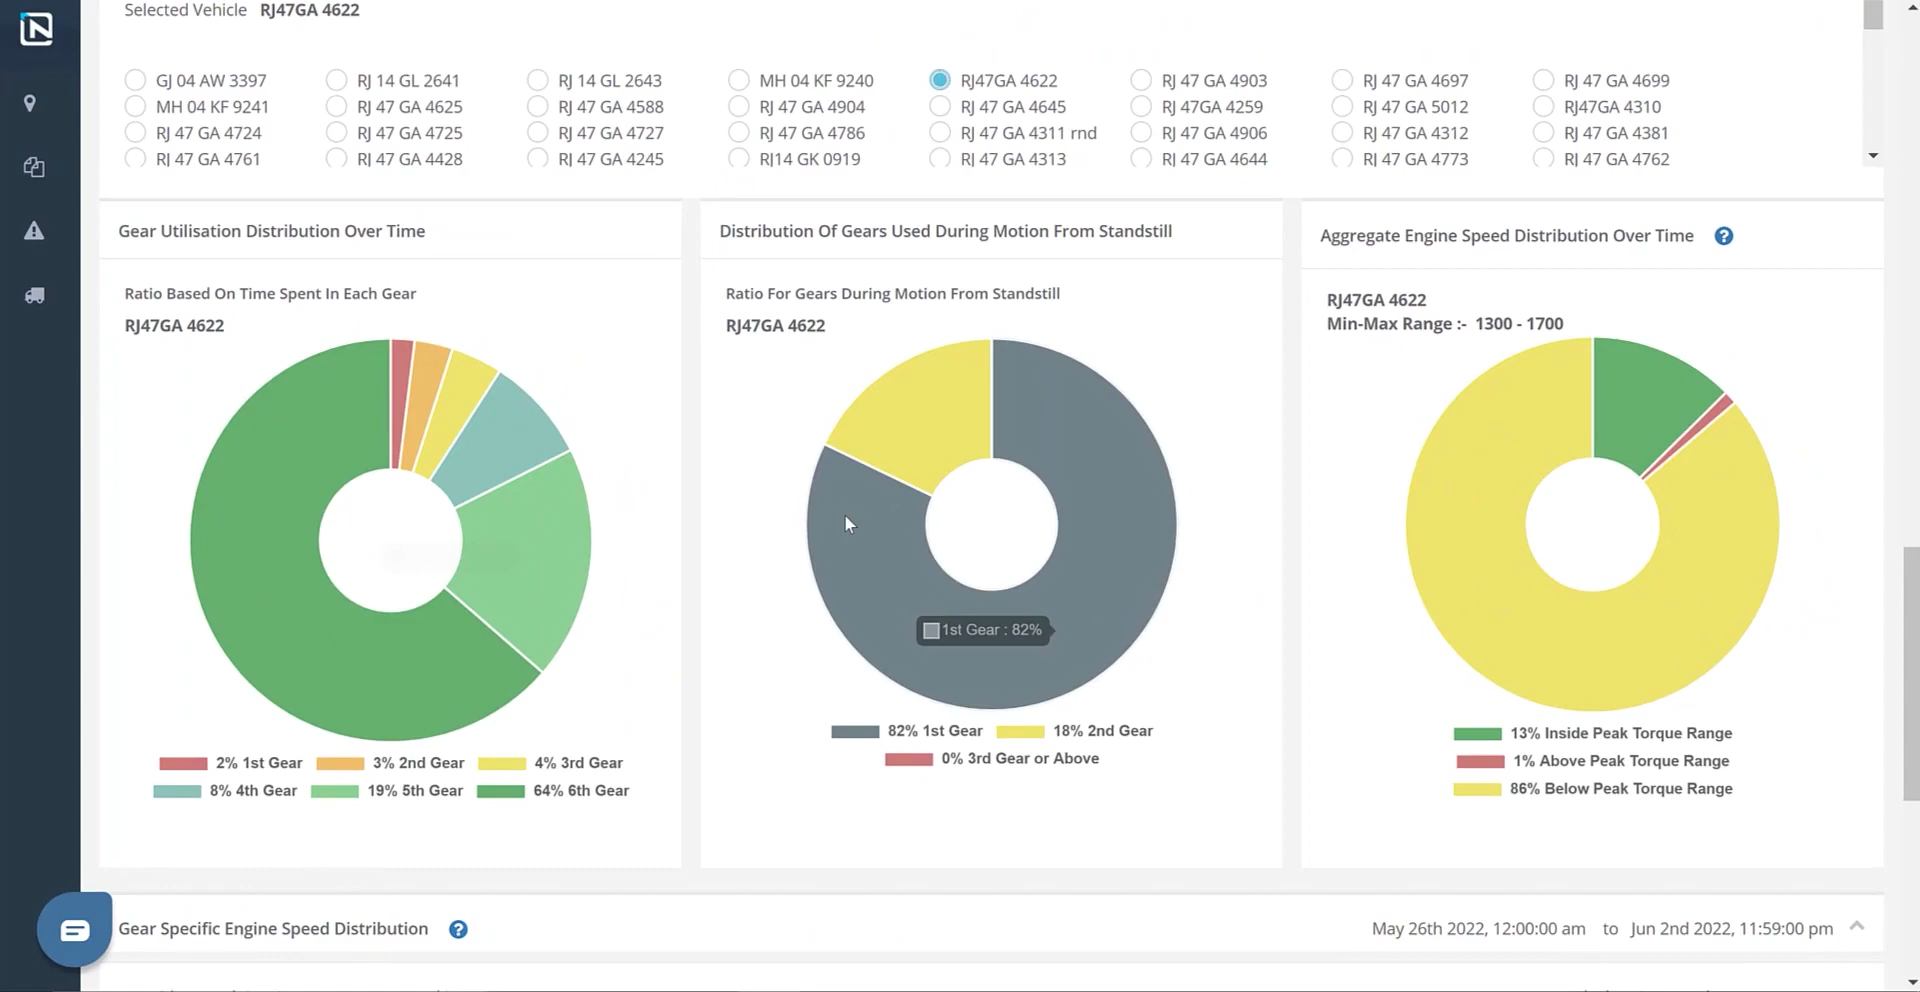 Selected Vehicle RJ47GA 4622
GJ 04 AW 3397 RJ 14 GL 2641 RJ 14 GL 2643 MH 04 KF 9240 RJ47GA 4622 RJ 47 GA 4903 RJ 47 GA 4697 RJ 47 GA 4699
MH 04 KF 9241 RJ 47 GA 4625 RJ 47 GA 4588 RJ 47 GA 4904 RJ 47 GA 4645 RJ 47GA 4259 RJ 47 GA 5012 RJ47GA 4310
RJ 47 GA 4724 RJ 47 GA 4725 RJ 47 GA 4727 RJ 47 GA 4786 RJ 47 GA 4311 rnd RJ 47 GA 4906 RJ 47 GA 4312 RJ 47 GA 4381
RJ 47 GA 4761 RJ 47 GA 4428 RJ 47 GA 4245 RJ14 GK 0919 RJ 47 GA 4313 RJ 47 GA 4644 RJ 47 GA 4773 RJ 47 GA 4762
Gear Utilisation Distribution Over Time
Ratio Based On Time Spent In Each Gear
RJ47GA 4622
2% 1st Gear 3% 2nd Gear 4% 3rd Gear
8% 4th Gear 19% 5th Gear 64% 6th Gear
Distribution Of Gears Used During Motion From Standstill
Ratio For Gears During Motion From Standstill
RJ47GA 4622
1st Gear : 82%
82% 1st Gear 18% 2nd Gear
0% 3rd Gear or Above
Aggregate Engine Speed Distribution Over Time ?
RJ47GA 4622
Min-Max Range :- 1300 - 1700
13% Inside Peak Torque Range
1% Above Peak Torque Range
86% Below Peak Torque Range
Gear Specific Engine Speed Distribution ? May 26th 2022, 12:00:00 am to Jun 2nd 2022, 11:59:00 pm